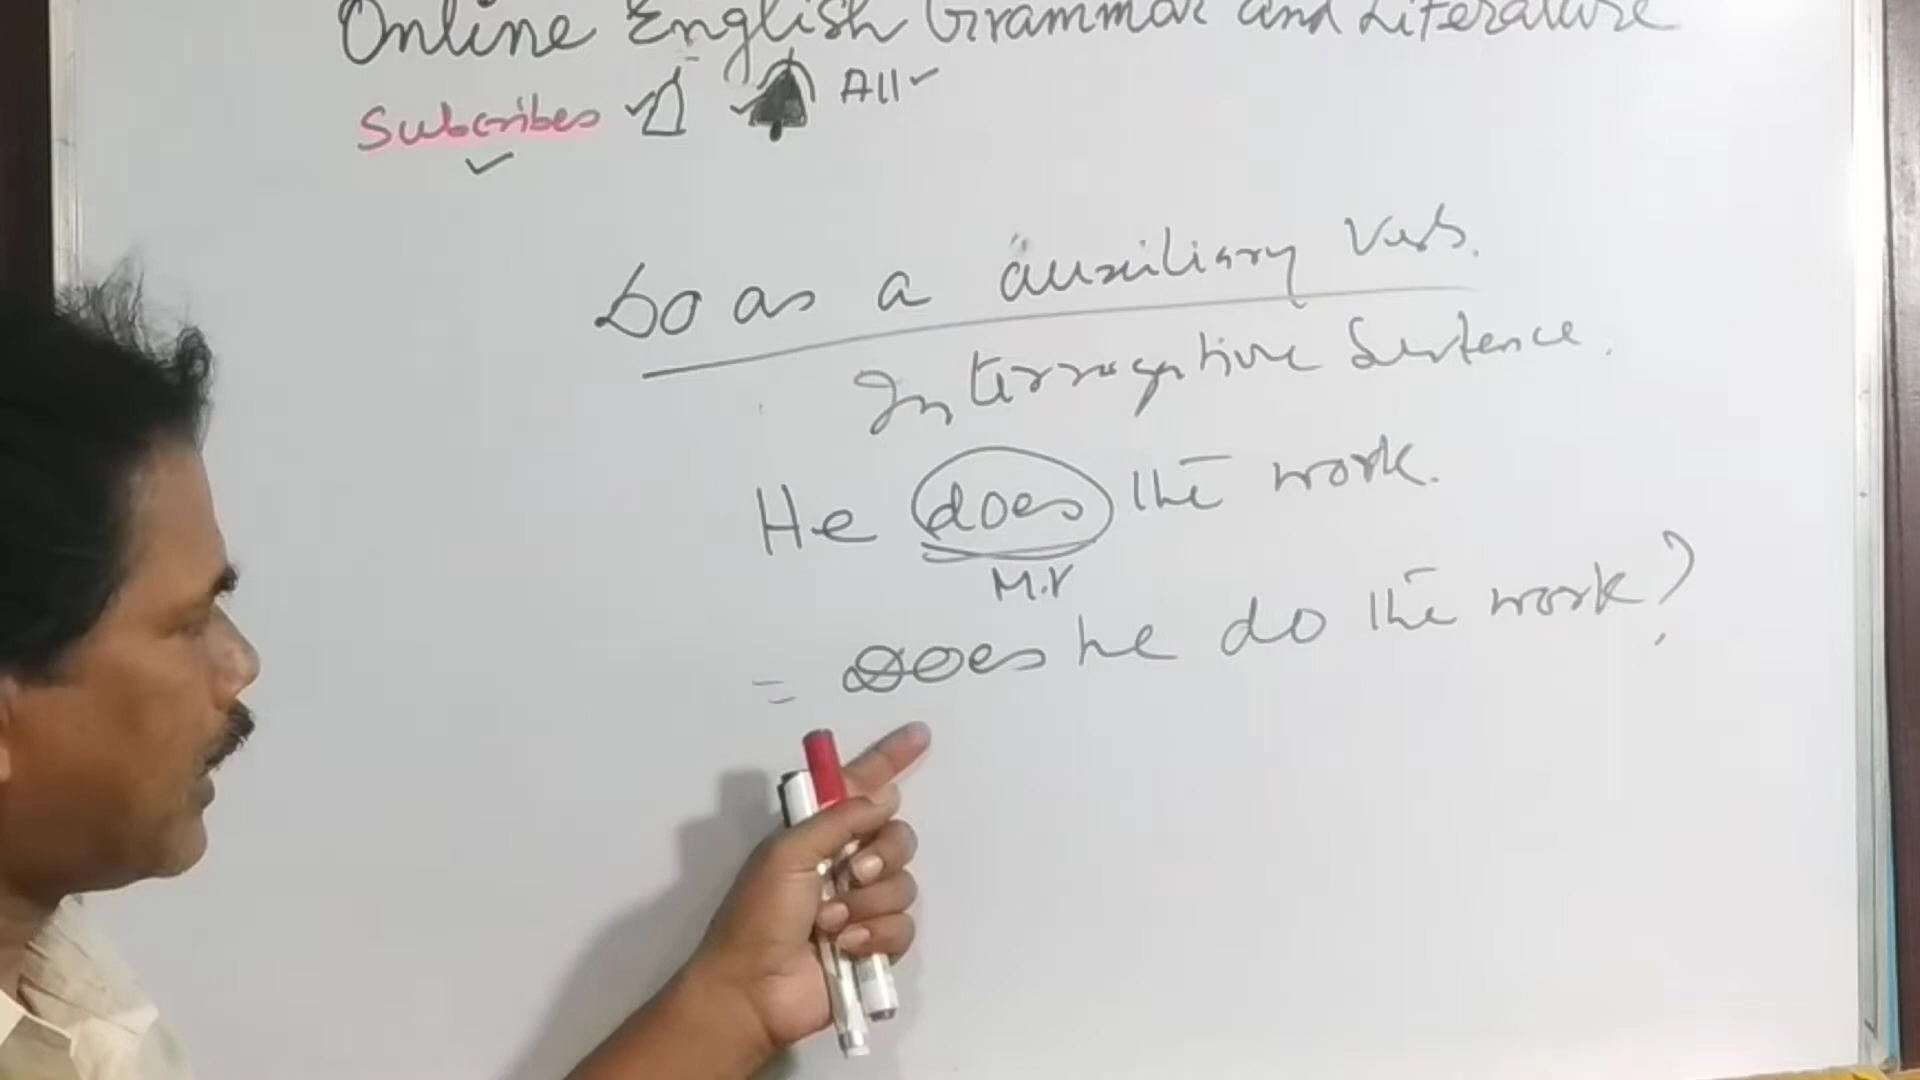 Online English Grammar and Literature
Subcribes All
Do as a auxiliary Verb.
Interrogative Sentence.
He does the work.
M.V
= Does he do the work?